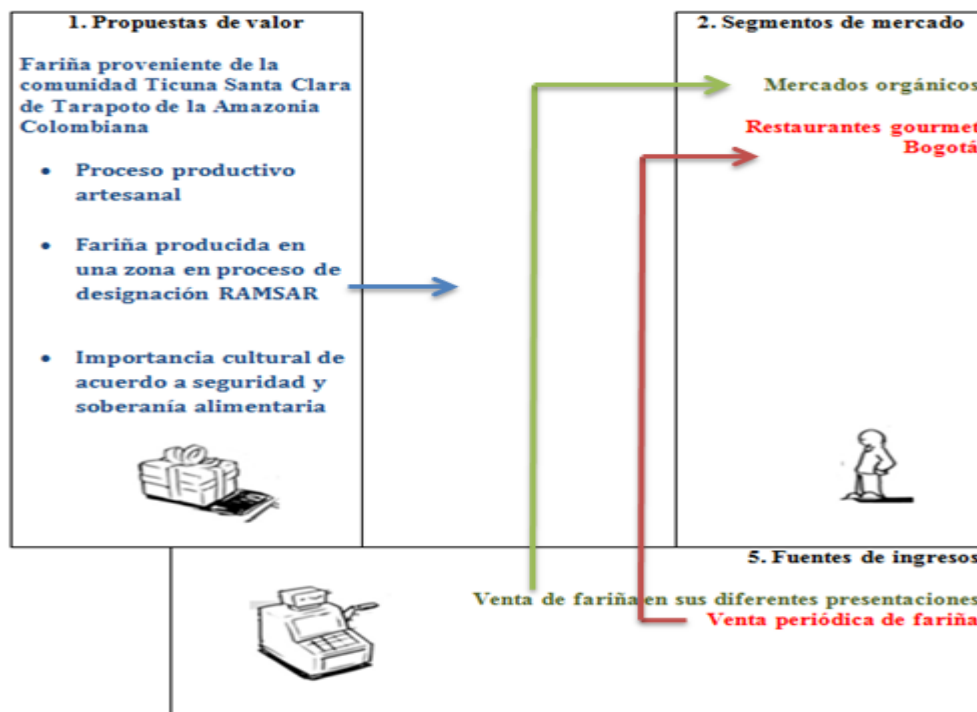 1. Propuestas de valor
Fariña proveniente de la
comunidad Ticuna Santa Clara
de Tarapoto de la Amazonia
Colombiana
• Proceso productivo
artesanal
• Fariña producida en
una zona en proceso de
designación RAMSAR
• Importancia cultural de
acuerdo a seguridad y
soberanía alimentaria
2. Segmentos de mercado
Mercados orgánicos
Restaurantes gourmet
Bogotá
5. Fuentes de ingresos
Venta de fariña en sus diferentes presentaciones
Venta periódica de fariña